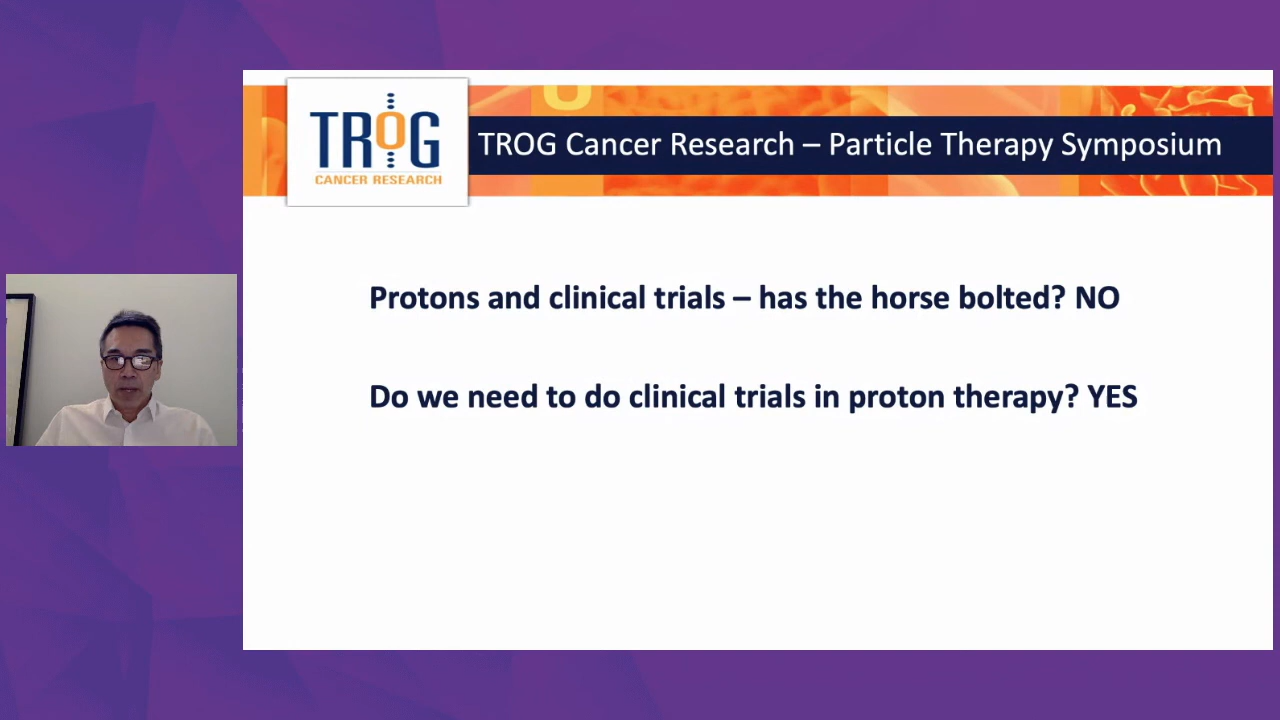 TROG
CANCER RESEARCH
TROG Cancer Research – Particle Therapy Symposium
Protons and clinical trials – has the horse bolted? NO
Do we need to do clinical trials in proton therapy? YES